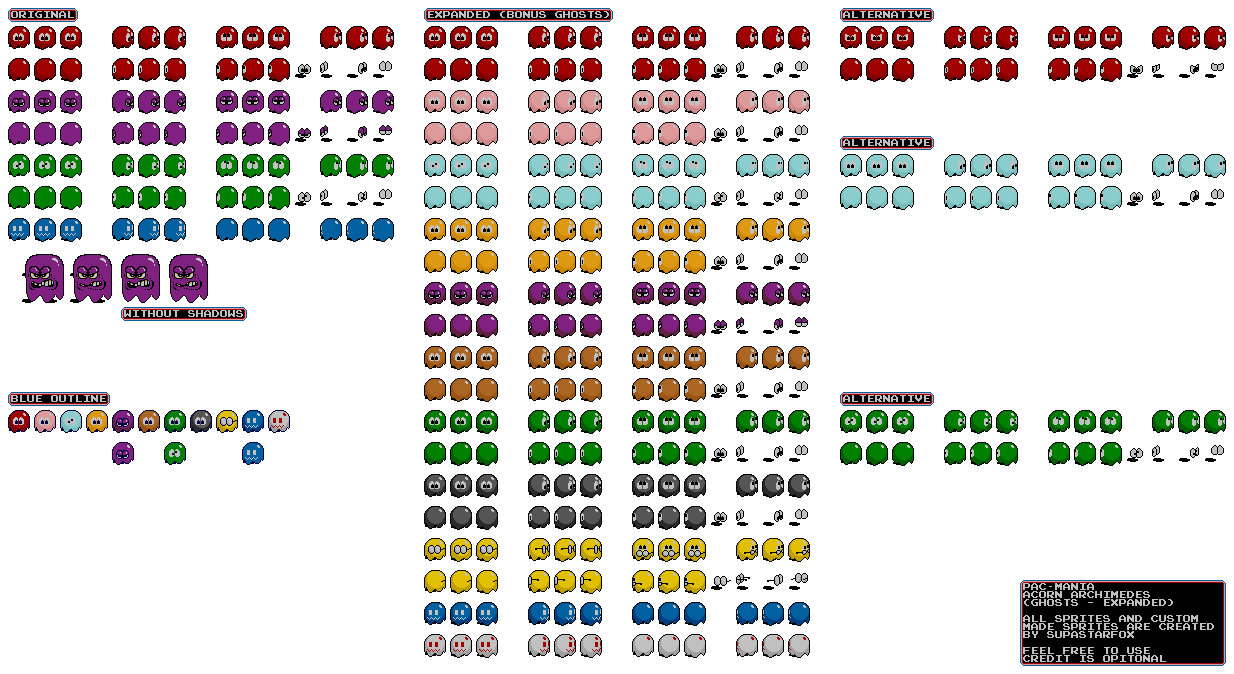 ORIGINAL
EXPANDED (BONUS GHOSTS)
ALTERNATIVE
ALTERNATIVE
WITHOUT SHADOWS
BLUE OUTLINE
ALTERNATIVE
PAC-MANIA
ACORN ARCHIMEDES
(GHOSTS - EXPANDED)
ALL SPRITES AND CUSTOM
MADE SPRITES ARE CREATED
BY SUPASTARFOX
FEEL FREE TO USE
CREDIT IS OPITONAL